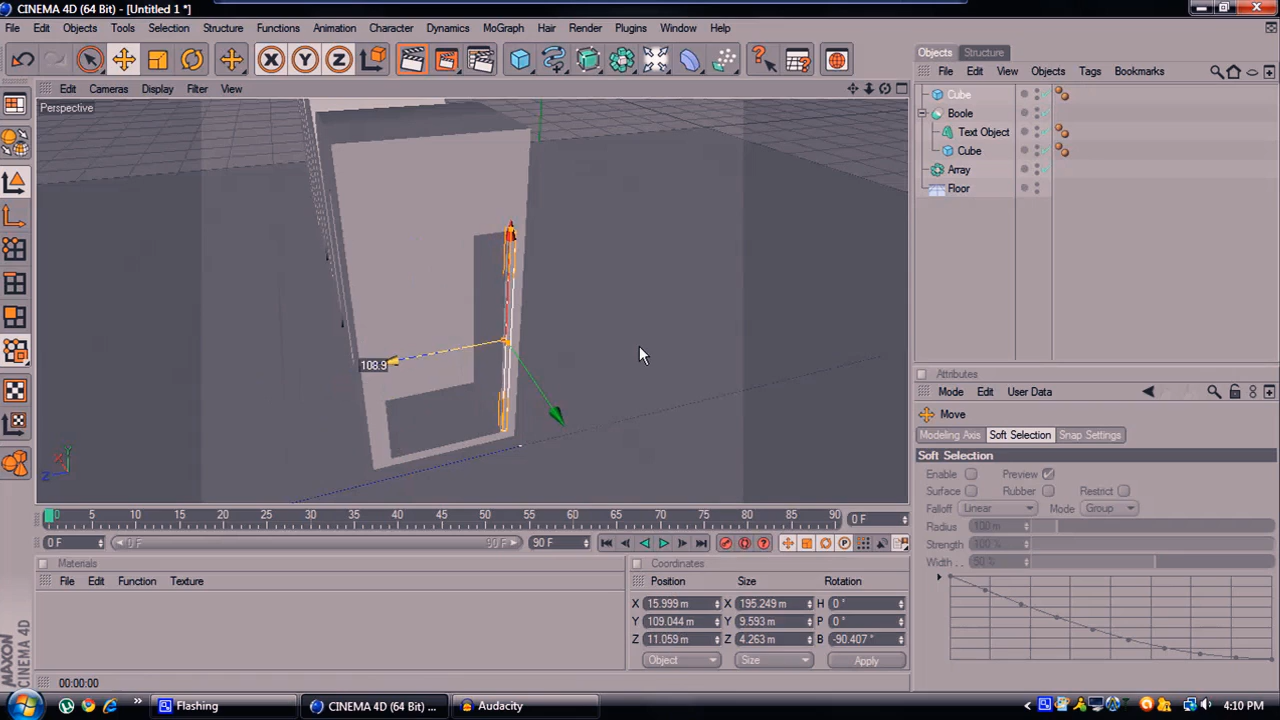 CINEMA 4D (64 Bit) - [Untitled 1 *]
File Edit Objects Tools Selection Structure Functions Animation Character Dynamics MoGraph Hair Render Plugins Window Help
Objects Structure
File Edit View Objects Tags Bookmarks
Edit Cameras Display Filter View
Perspective
Cube
Boole
Text Object
Cube
Array
Floor
108.9
Y
X
Z
Attributes
Mode Edit User Data
Move
Modeling Axis Soft Selection Snap Settings
Soft Selection
Enable Preview
Surface Rubber Restrict
Falloff Linear Mode Group
Radius 100 m
Strength 100 %
Width . . 50 %
0 5 10 15 20 25 30 35 40 45 50 55 60 65 70 75 80 85 90 0 F
0 F 0 F 90 F 90 F
Materials
File Edit Function Texture
Coordinates
Position Size Rotation
X 15.999 m X 195.249 m H 0 °
Y 109.044 m Y 9.593 m P 0 °
Z 11.059 m Z 4.263 m B -90.407 °
Object Size Apply
MAXON CINEMA 4D
00:00:00
Flashing CINEMA 4D (64 Bit) ... Audacity 4:10 PM